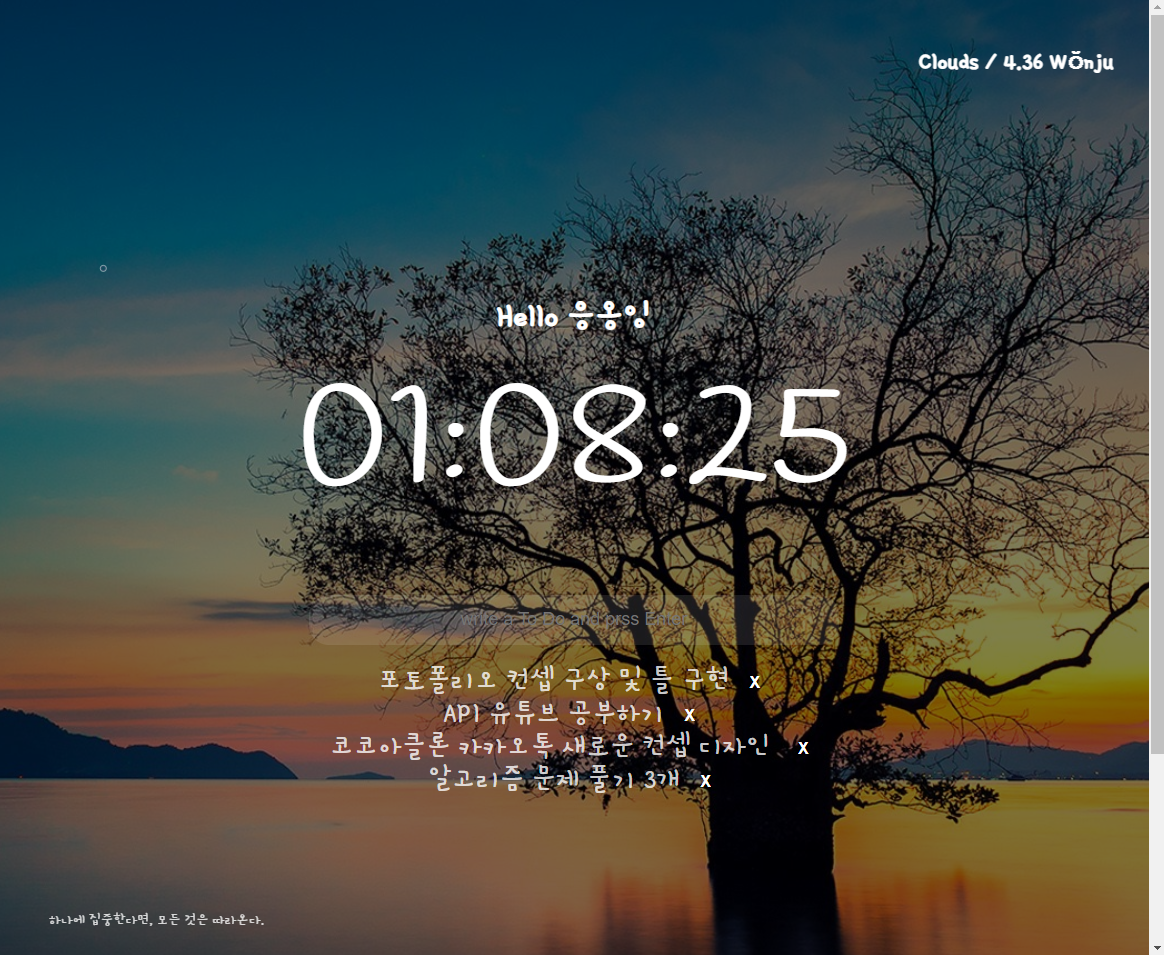 Clouds / 4.36 Wŏnju
Hello 응옹잉
01:08:25
Write a To Do and prss Enter
포토폴리오 컨셉 구상 및 틀 구현 x
API 유튜브 공부하기 x
코코아클론 카카오톡 새로운 컨셉 디자인 x
알고리즘 문제 풀기 3개 x
하나에 집중한다면, 모든 것은 따라온다.